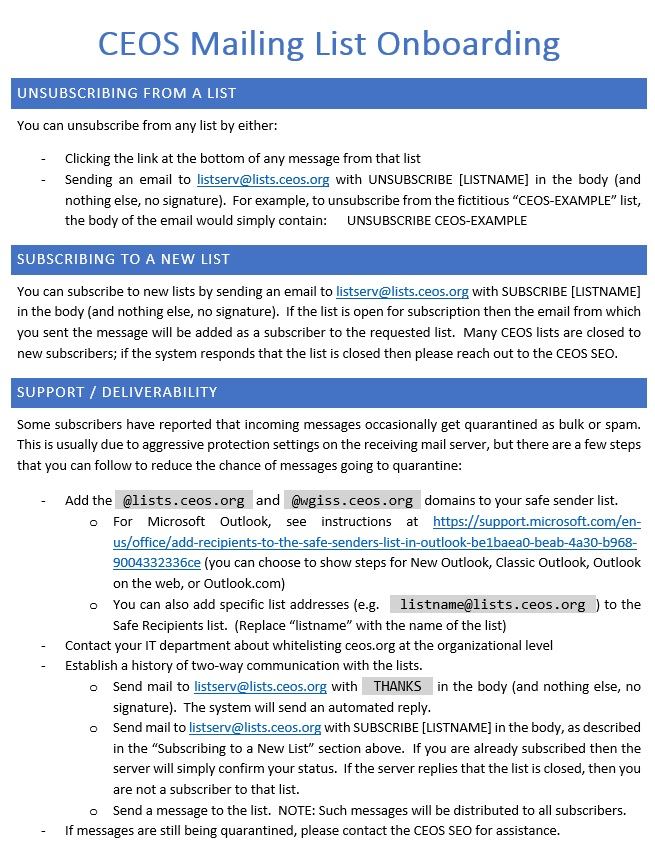 CEOS Mailing List Onboarding
UNSUBSCRIBING FROM A LIST
You can unsubscribe from any list by either:
- Clicking the link at the bottom of any message from that list
- Sending an email to listserv@lists.ceos.org with UNSUBSCRIBE [LISTNAME] in the body (and
nothing else, no signature). For example, to unsubscribe from the fictitious “CEOS-EXAMPLE” list,
the body of the email would simply contain: UNSUBSCRIBE CEOS-EXAMPLE
SUBSCRIBING TO A NEW LIST
You can subscribe to new lists by sending an email to listserv@lists.ceos.org with SUBSCRIBE [LISTNAME]
in the body (and nothing else, no signature). If the list is open for subscription then the email from which
you sent the message will be added as a subscriber to the requested list. Many CEOS lists are closed to
new subscribers; if the system responds that the list is closed then please reach out to the CEOS SEO.
SUPPORT / DELIVERABILITY
Some subscribers have reported that incoming messages occasionally get quarantined as bulk or spam.
This is usually due to aggressive protection settings on the receiving mail server, but there are a few steps
that you can follow to reduce the chance of messages going to quarantine:
- Add the @lists.ceos.org and @wgiss.ceos.org domains to your safe sender list.
o For Microsoft Outlook, see instructions at https://support.microsoft.com/en-
us/office/add-recipients-to-the-safe-senders-list-in-outlook-be1baea0-beab-4a30-b968-
9004332336ce (you can choose to show steps for New Outlook, Classic Outlook, Outlook
on the web, or Outlook.com)
o You can also add specific list addresses (e.g. listname@lists.ceos.org ) to the
Safe Recipients list. (Replace “listname” with the name of the list)
- Contact your IT department about whitelisting ceos.org at the organizational level
- Establish a history of two-way communication with the lists.
o Send mail to listserv@lists.ceos.org with THANKS in the body (and nothing else, no
signature). The system will send an automated reply.
o Send mail to listserv@lists.ceos.org with SUBSCRIBE [LISTNAME] in the body, as described
in the “Subscribing to a New List” section above. If you are already subscribed then the
server will simply confirm your status. If the server replies that the list is closed, then you
are not a subscriber to that list.
o Send a message to the list. NOTE: Such messages will be distributed to all subscribers.
- If messages are still being quarantined, please contact the CEOS SEO for assistance.